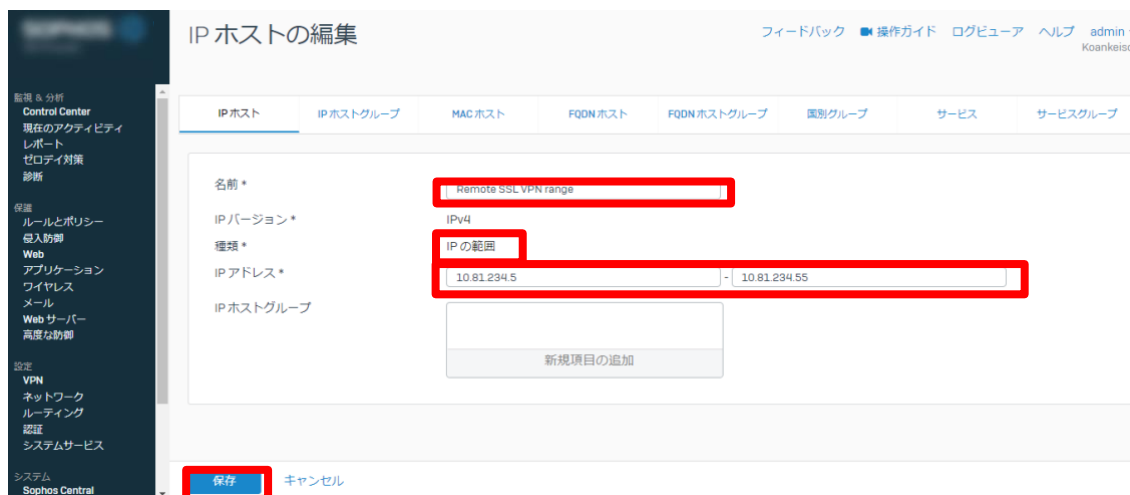 SOPHOS
IP ホストの編集
フィードバック 操作ガイド ログビューア ヘルプ admin
Koankeiso
監視 & 分析
Control Center
現在のアクティビティ
レポート
ゼロデイ対策
診断
保護
ルールとポリシー
侵入防御
Web
アプリケーション
ワイヤレス
メール
Web サーバー
高度な防御
設定
VPN
ネットワーク
ルーティング
認証
システムサービス
システム
Sophos Central
IP ホスト IP ホストグループ MAC ホスト FQDN ホスト FQDN ホストグループ 国別グループ サービス サービスグループ
名前 * Remote SSL VPN range
IP バージョン * IPv4
種類 * IP の範囲
IP アドレス * 10.81.234.5 - 10.81.234.55
IP ホストグループ
新規項目の追加
保存 キャンセル